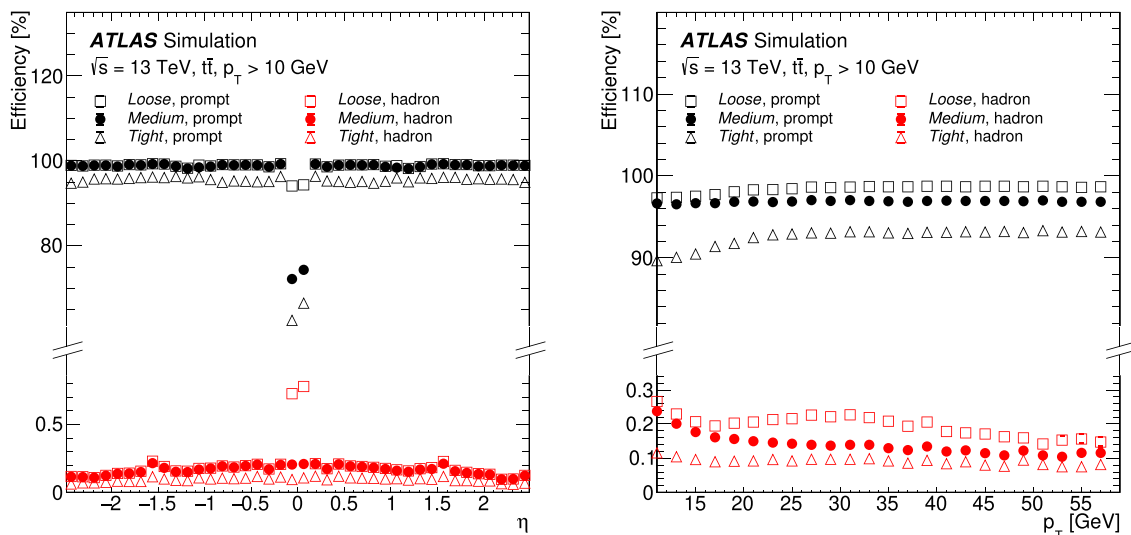 Efficiency [%]
ATLAS Simulation
√s = 13 TeV, tt̄, p_T > 10 GeV
Loose, prompt
Loose, hadron
Medium, prompt
Medium, hadron
Tight, prompt
Tight, hadron
120
100
80
0.5
0
−2 −1.5 −1 −0.5 0 0.5 1 1.5 2
η
Efficiency [%]
ATLAS Simulation
√s = 13 TeV, tt̄, p_T > 10 GeV
Loose, prompt
Loose, hadron
Medium, prompt
Medium, hadron
Tight, prompt
Tight, hadron
110
100
90
0.3
0.2
0.1
0
15 20 25 30 35 40 45 50 55
p_T [GeV]